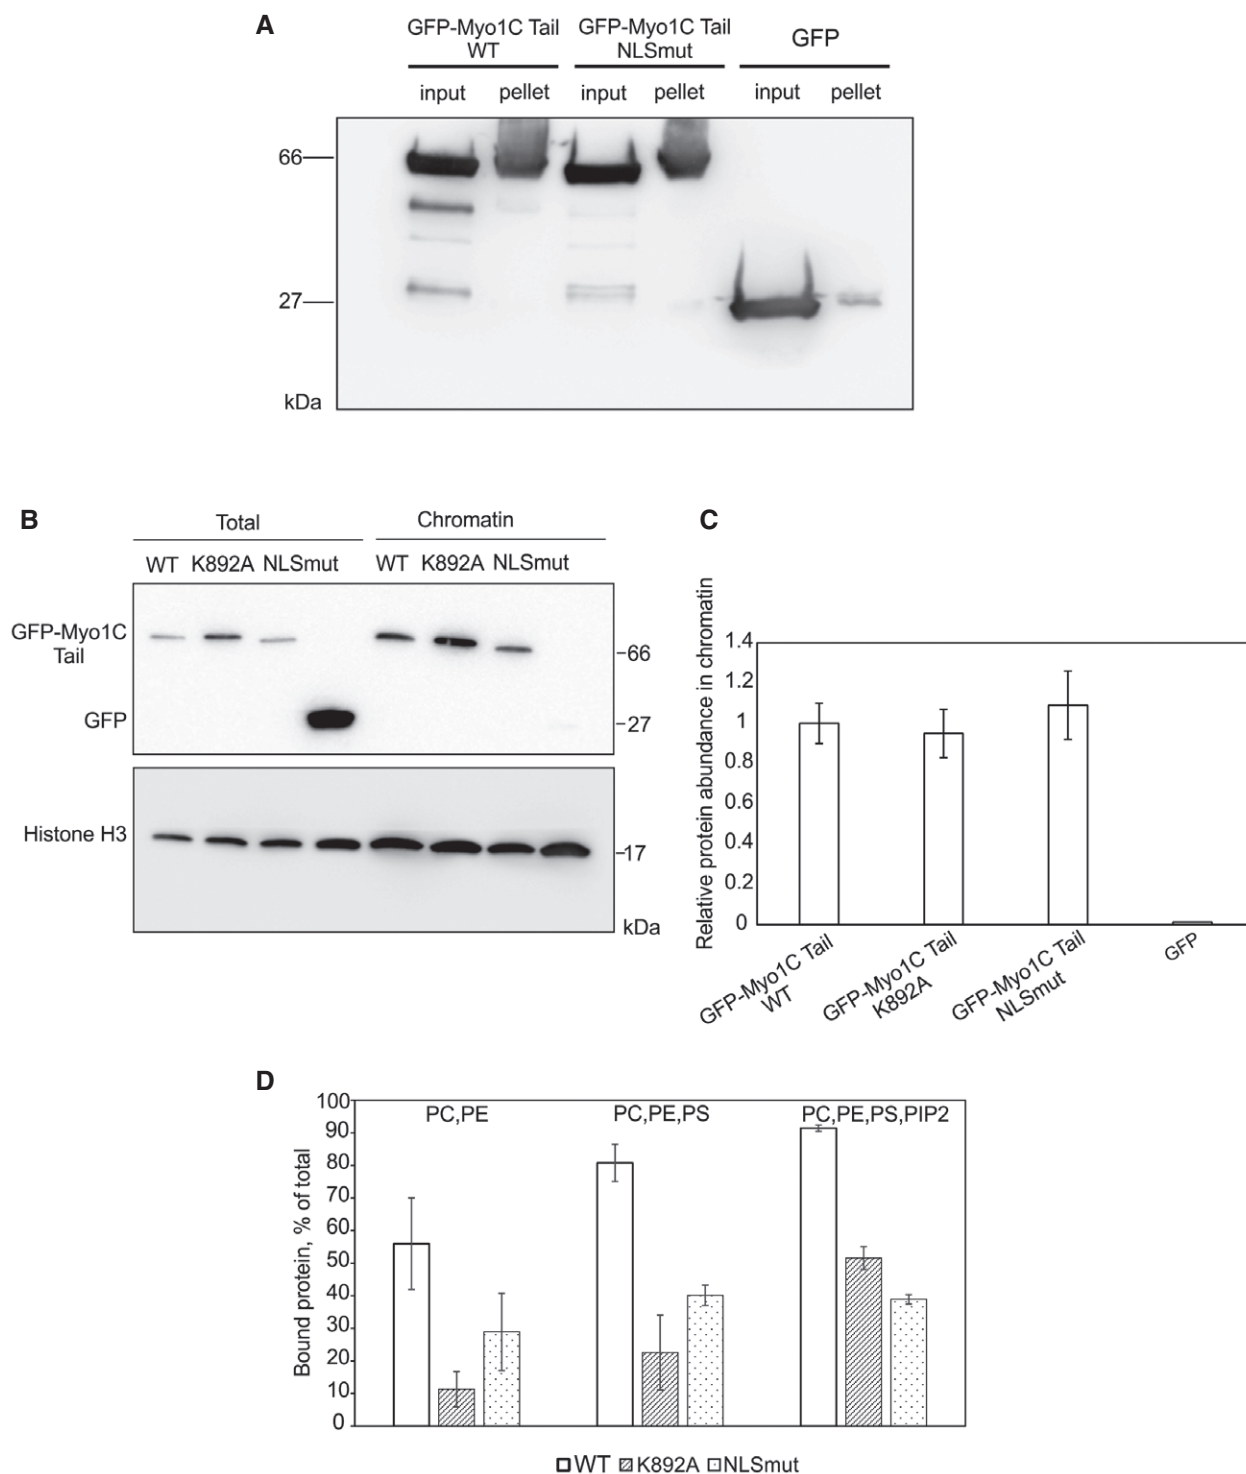 A
GFP-Myo1C Tail
WT
GFP-Myo1C Tail
NLSmut
GFP
input pellet input pellet input pellet
66
27
kDa
B
Total Chromatin
WT K892A NLSmut WT K892A NLSmut
GFP-Myo1C
Tail
-66
GFP
-27
Histone H3
-17
kDa
C
Relative protein abundance in chromatin
1.4
1.2
1
0.8
0.6
0.4
0.2
0
GFP-Myo1C Tail
WT
GFP-Myo1C Tail
K892A
GFP-Myo1C Tail
NLSmut
GFP
D
Bound protein, % of total
100
90
80
70
60
50
40
30
20
10
0
PC,PE
PC,PE,PS
PC,PE,PS,PIP2
WT K892A NLSmut